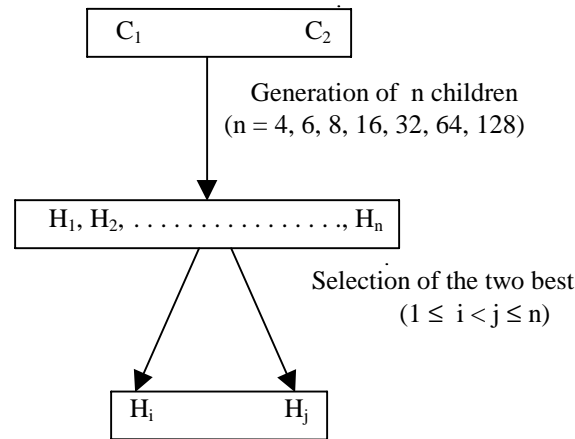 C₁ C₂
Generation of n children
(n = 4, 6, 8, 16, 32, 64, 128)
H₁, H₂, . . . . . . . . . . . . . . . ., Hₙ
Selection of the two best
(1 ≤ i < j ≤ n)
Hᵢ Hⱼ